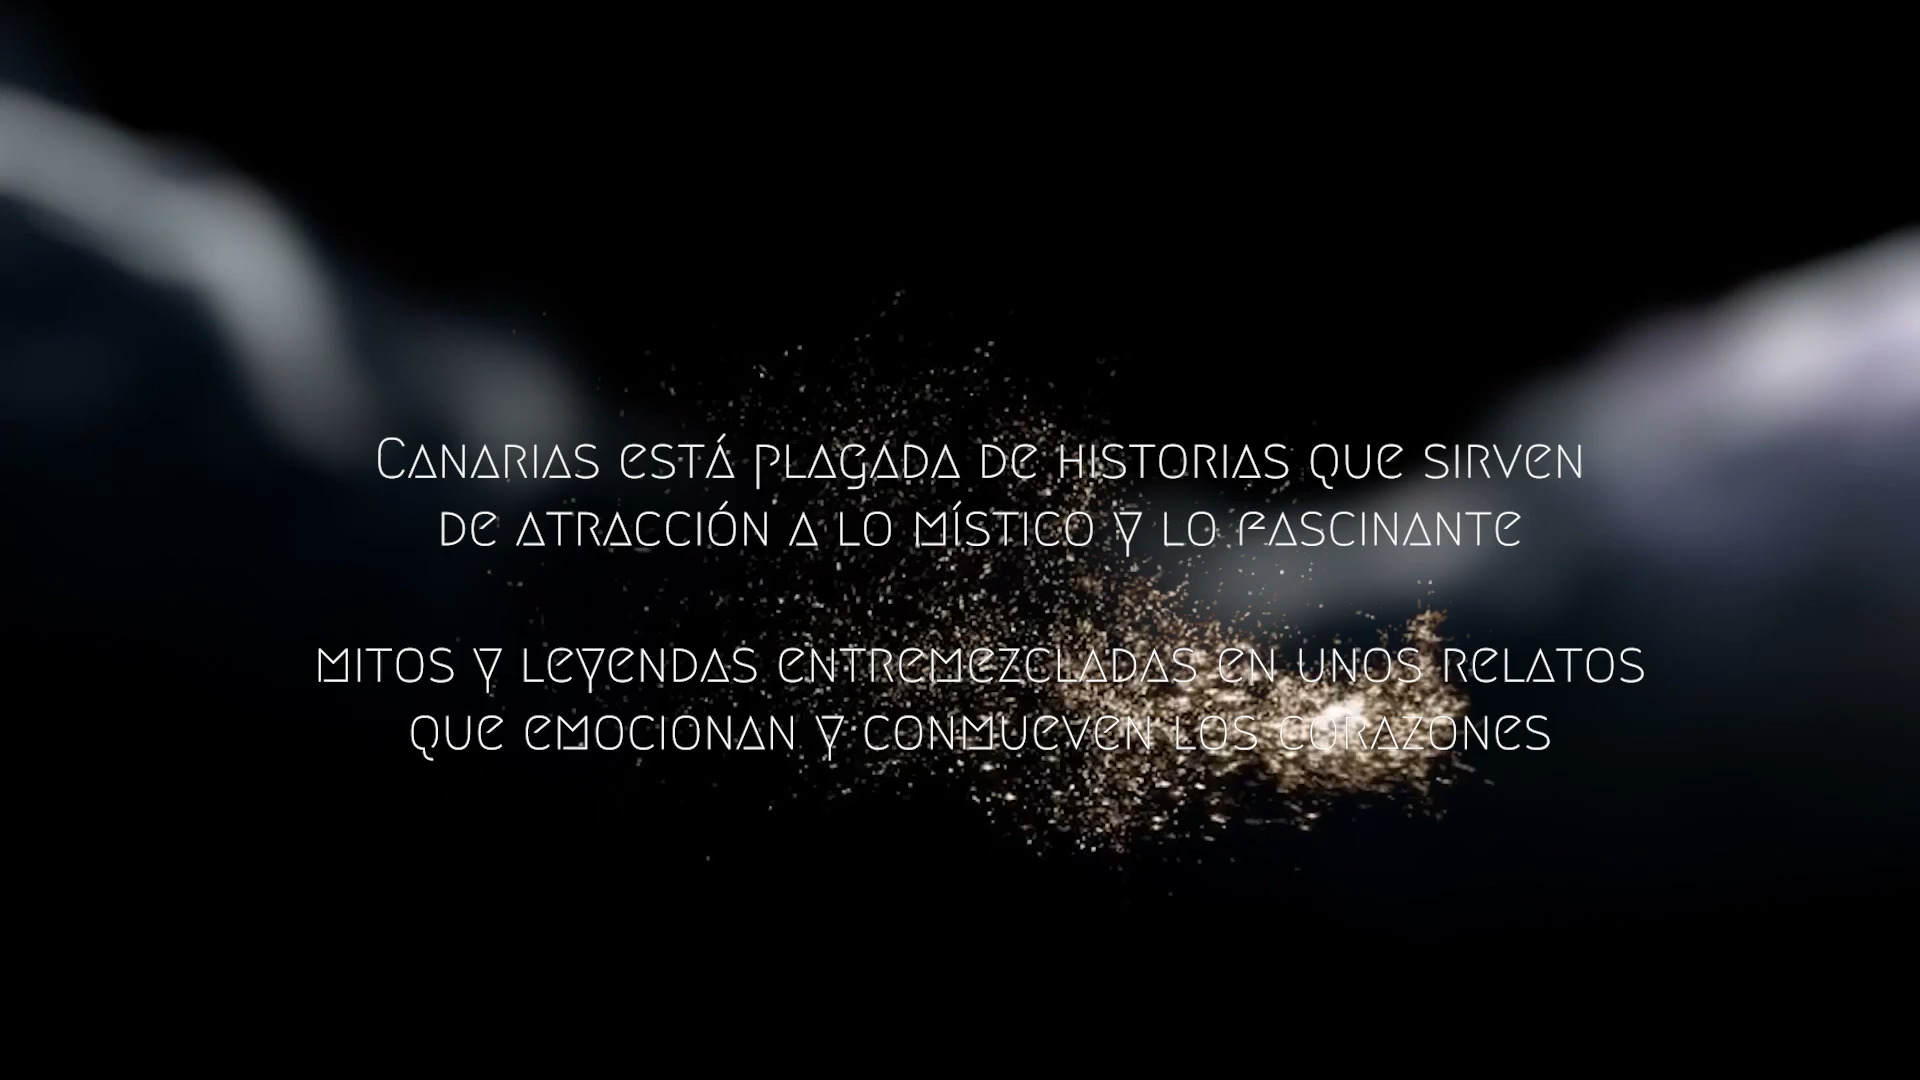 Canarias está plagada de historias que sirven
de atracción a lo místico y lo fascinante
mitos y leyendas entremezcladas en unos relatos
que emocionan y conmueven los corazones